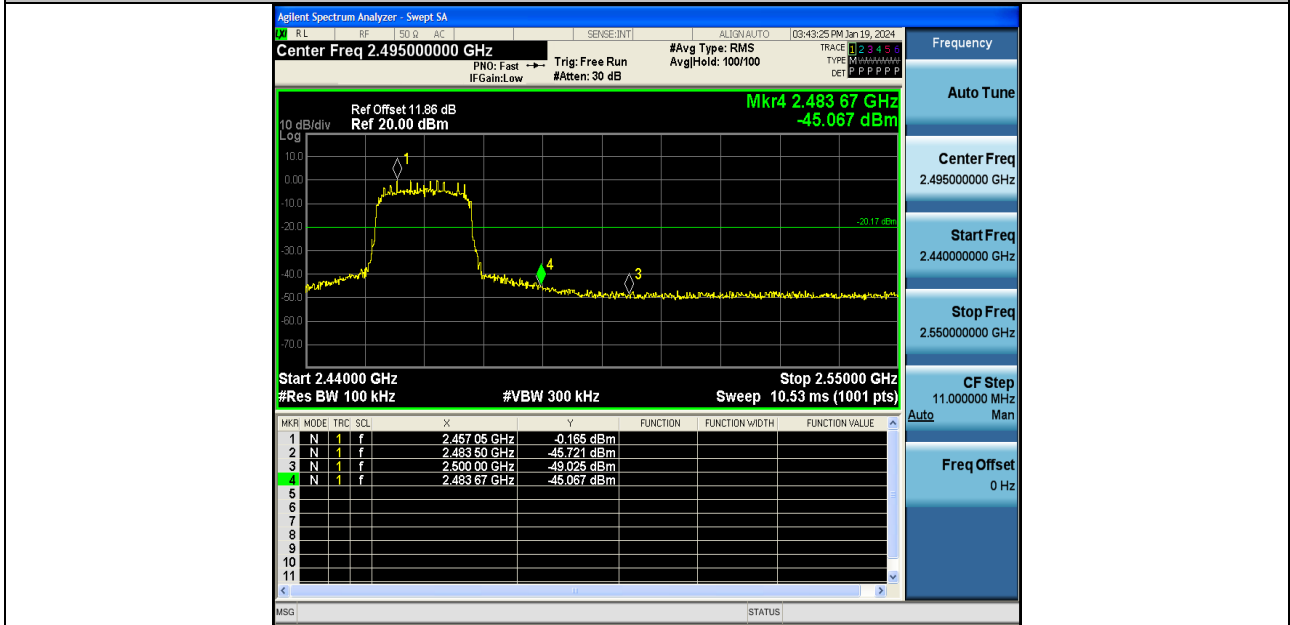 Agilent Spectrum Analyzer - Swept SA
RL RF 50 Ω AC SENSE:INT ALIGN AUTO 03:43:25 PM Jan 19, 2024
Center Freq 2.495000000 GHz #Avg Type: RMS TRACE 1 2 3 4 5 6
PNO: Fast Trig: Free Run Avg|Hold: 100/100 TYPE M
IFGain:Low #Atten: 30 dB DET P P P P P P
Mkr4 2.483 67 GHz
-45.067 dBm
Ref Offset 11.86 dB
10 dB/div Ref 20.00 dBm
Log
10.0
0.00
-10.0
-20.0
-30.0
-40.0
-50.0
-60.0
-70.0
1
-20.17 dBm
4
3
Start 2.44000 GHz Stop 2.55000 GHz
#Res BW 100 kHz #VBW 300 kHz Sweep 10.53 ms (1001 pts)
MKR MODE TRC SCL X Y FUNCTION FUNCTION WIDTH FUNCTION VALUE
1 N 1 f 2.457 05 GHz -0.165 dBm
2 N 1 f 2.483 50 GHz -45.721 dBm
3 N 1 f 2.500 00 GHz -49.025 dBm
4 N 1 f 2.483 67 GHz -45.067 dBm
5
6
7
8
9
10
11
MSG STATUS
Frequency
Auto Tune
Center Freq
2.495000000 GHz
Start Freq
2.440000000 GHz
Stop Freq
2.550000000 GHz
CF Step
11.000000 MHz
Auto Man
Freq Offset
0 Hz